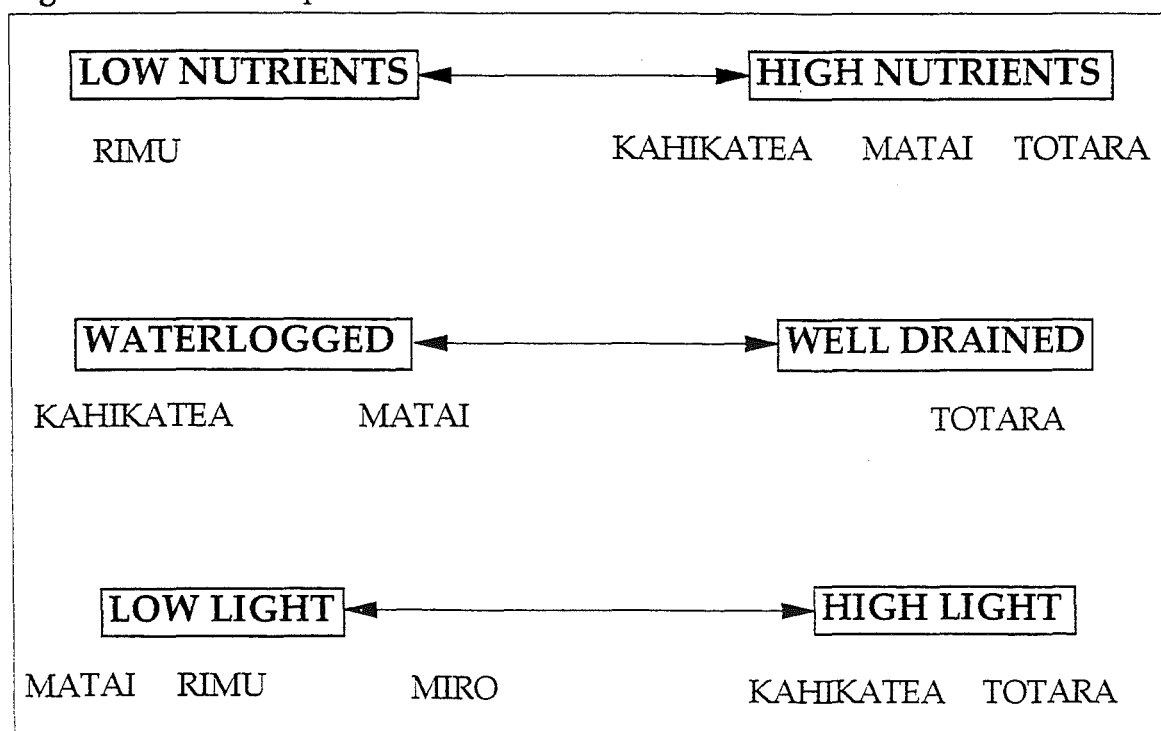 LOW NUTRIENTS HIGH NUTRIENTS
RIMU KAHIKATEA MATAI TOTARA
WATERLOGGED WELL DRAINED
KAHIKATEA MATAI TOTARA
LOW LIGHT HIGH LIGHT
MATAI RIMU MIRO KAHIKATEA TOTARA